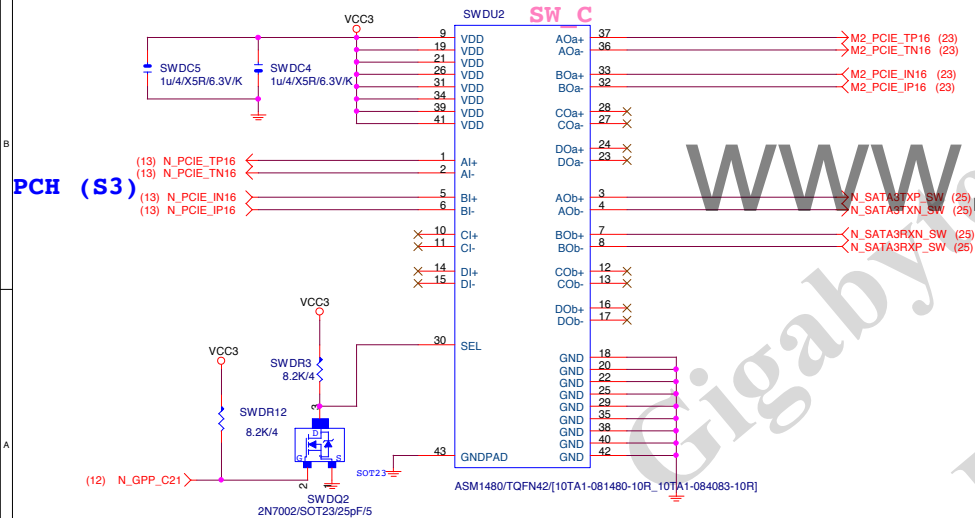 SWDU2
SW_C
VCC3
9 VDD
19 VDD
21 VDD
26 VDD
31 VDD
34 VDD
39 VDD
41 VDD
SWDC5
1u/4/X5R/6.3V/K
SWDC4
1u/4/X5R/6.3V/K
AOa+ 37 M2_PCIE_TP16 (23)
AOa- 36 M2_PCIE_TN16 (23)
BOa+ 33 M2_PCIE_IN16 (23)
BOa- 32 M2_PCIE_IP16 (23)
COa+ 28
COa- 27
DOa+ 24
DOa- 23
B
(13) N_PCIE_TP16 1 AI+
(13) N_PCIE_TN16 2 AI-
PCH (S3)
(13) N_PCIE_IN16 5 BI+
(13) N_PCIE_IP16 6 BI-
10 CI+
11 CI-
14 DI+
15 DI-
AOb+ 3 N_SATA3TXP_SW (25)
AOb- 4 N_SATA3TXN_SW (25)
BOb+ 7 N_SATA3RXN_SW (25)
BOb- 8 N_SATA3RXP_SW (25)
COb+ 12
COb- 13
DOb+ 16
DOb- 17
www.
Gigabyte
VCC3
30 SEL
SWDR3
8.2K/4
VCC3
SWDR12
8.2K/4
3
D
G S
2 1
A
(12) N_GPP_C21
SWDQ2
2N7002/SOT23/25pF/5
SOT23
43 GNDPAD
GND 18
GND 20
GND 22
GND 25
GND 29
GND 35
GND 38
GND 40
GND 42
ASM1480/TQFN42/[10TA1-081480-10R_10TA1-084083-10R]